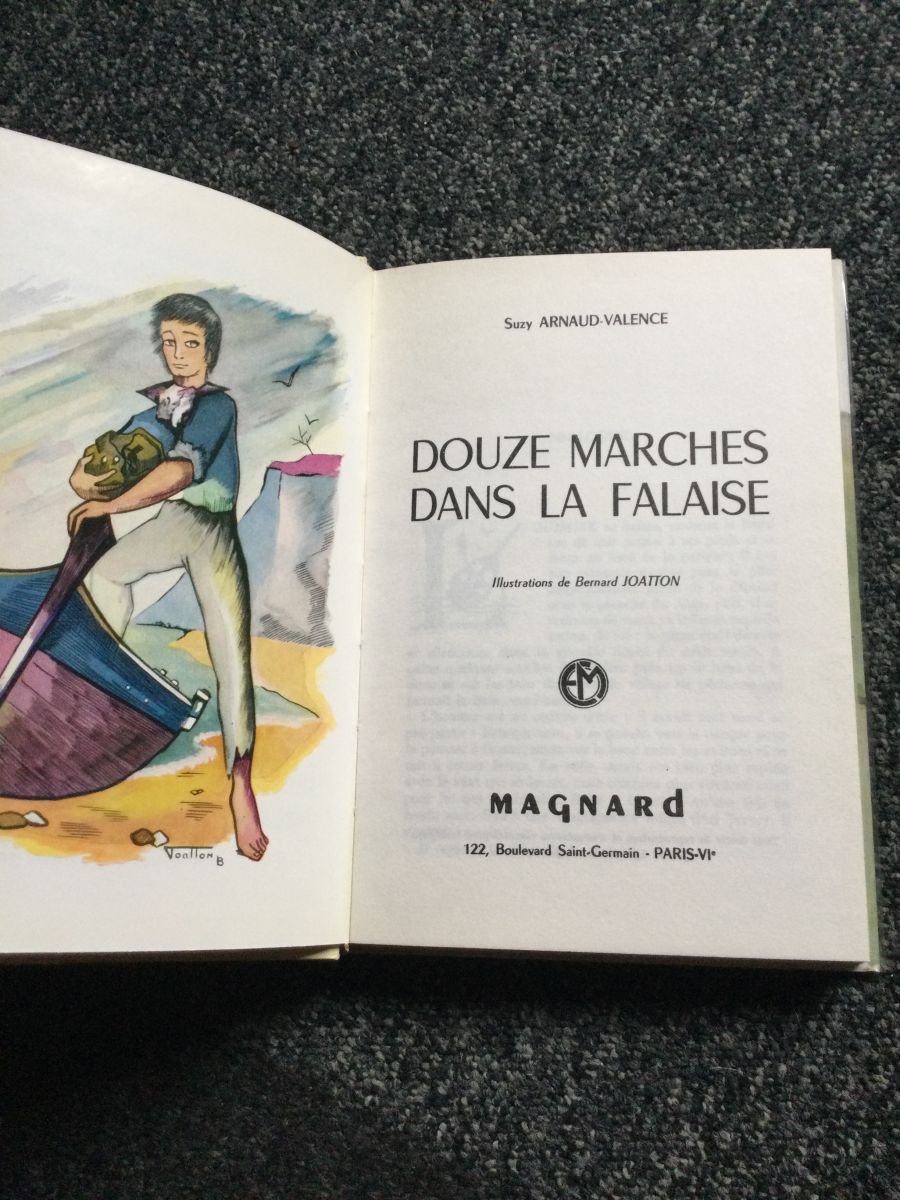 Suzy ARNAUD-VALENCE
DOUZE MARCHES
DANS LA FALAISE
Illustrations de Bernard JOATTON
EM
MAGNARd
122, Boulevard Saint-Germain - PARIS-VIe
Joatton B